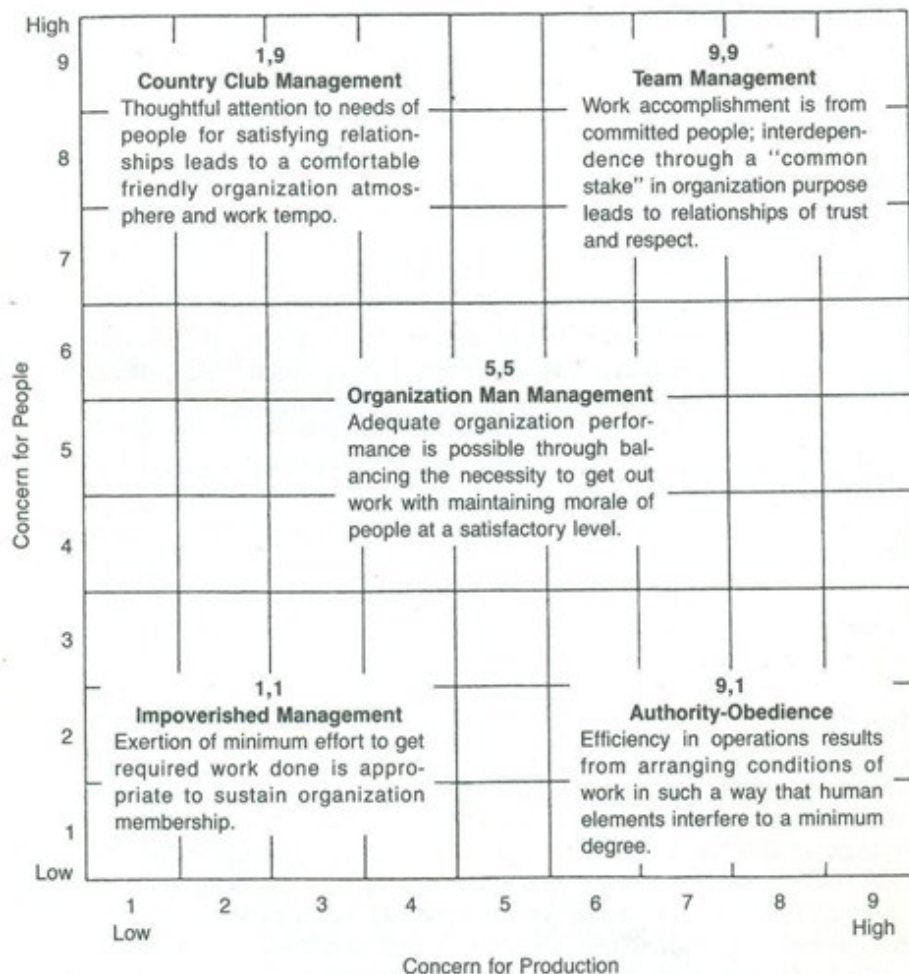 High
9
8
7
6
5
4
3
2
1
Low
Concern for People
1,9
Country Club Management
Thoughtful attention to needs of
people for satisfying relation-
ships leads to a comfortable
friendly organization atmos-
phere and work tempo.
9,9
Team Management
Work accomplishment is from
committed people; interdepen-
dence through a "common
stake" in organization purpose
leads to relationships of trust
and respect.
5,5
Organization Man Management
Adequate organization perfor-
mance is possible through bal-
ancing the necessity to get out
work with maintaining morale of
people at a satisfactory level.
1,1
Impoverished Management
Exertion of minimum effort to get
required work done is appro-
priate to sustain organization
membership.
9,1
Authority-Obedience
Efficiency in operations results
from arranging conditions of
work in such a way that human
elements interfere to a minimum
degree.
1 2 3 4 5 6 7 8 9
Low High
Concern for Production